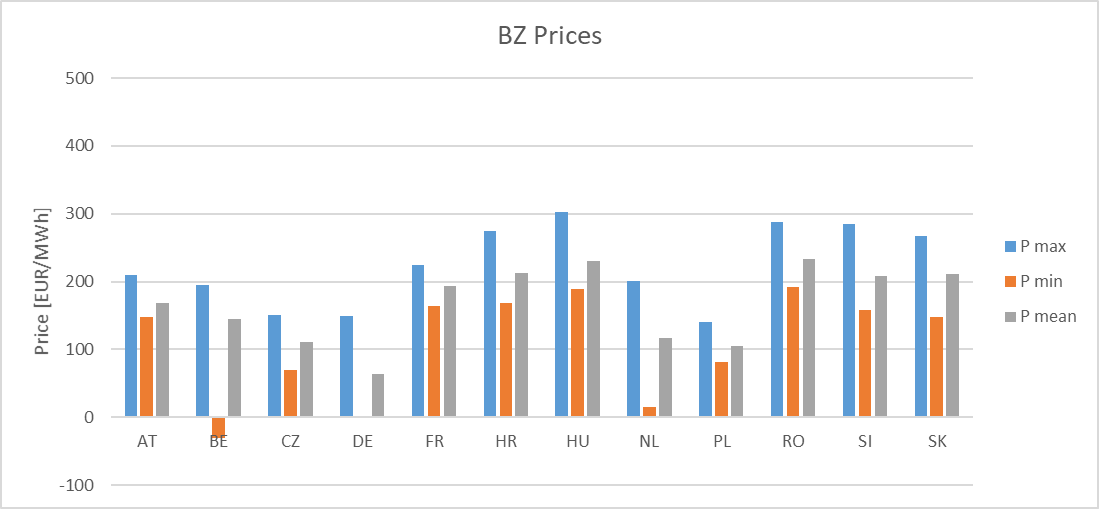 BZ Prices
Price [EUR/MWh]
500
400
300
200
100
0
-100
AT BE CZ DE FR HR HU NL PL RO SI SK
P max
P min
P mean